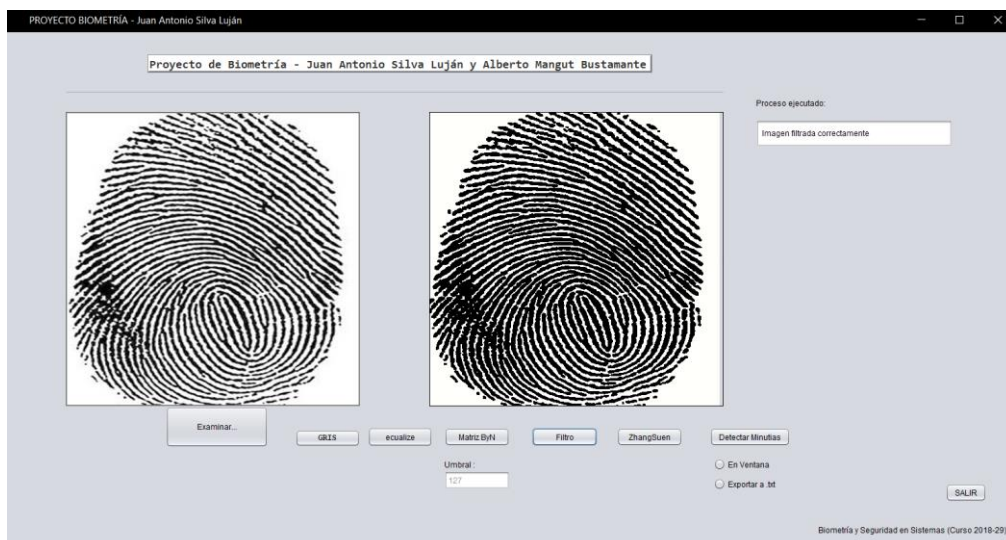 PROYECTO BIOMETRÍA - Juan Antonio Silva Luján
Proyecto de Biometría - Juan Antonio Silva Luján y Alberto Mangut Bustamante
Proceso ejecutado:
Imagen filtrada correctamente
Examinar...
GRIS
ecualize
Matriz ByN
Filtro
ZhangSuen
Detectar Minutias
Umbral :
127
En Ventana
Exportar a .txt
SALIR
Biometría y Seguridad en Sistemas (Curso 2018-29)